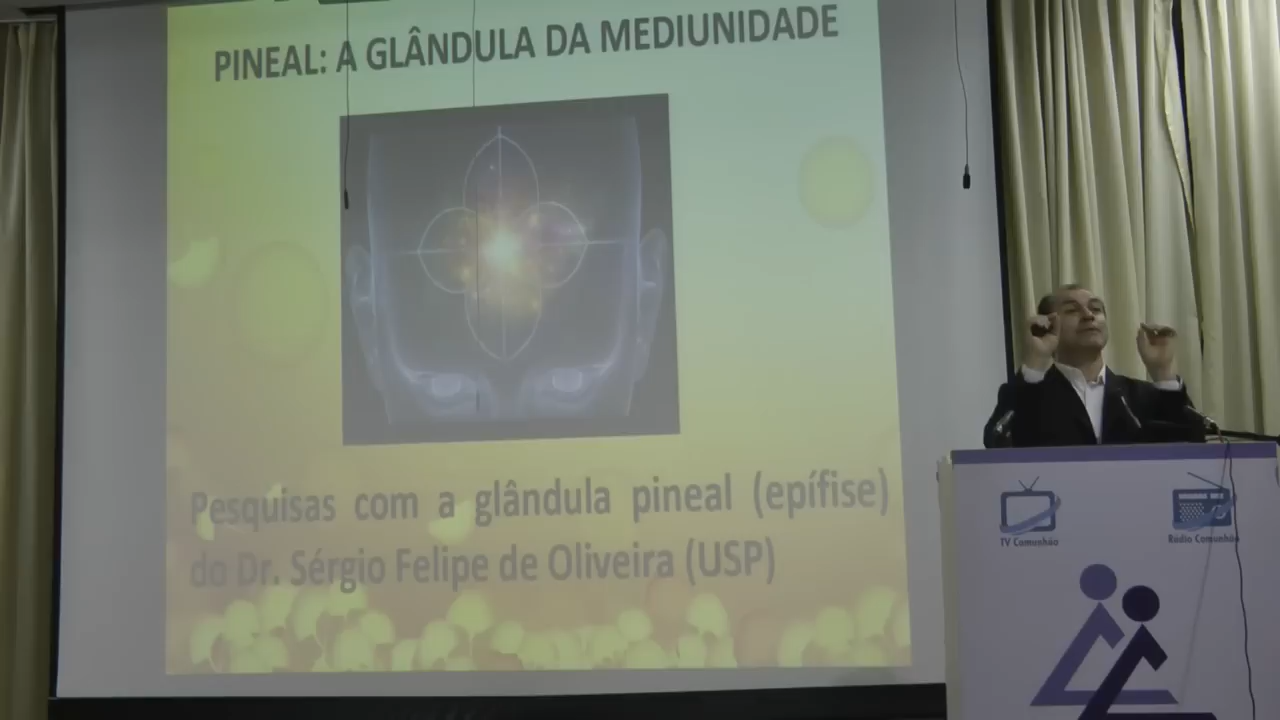 PINEAL: A GLÂNDULA DA MEDIUNIDADE
Pesquisas com a glândula pineal (epífise)
do Dr. Sérgio Felipe de Oliveira (USP)
TV Comunhão
Rádio Comunhão